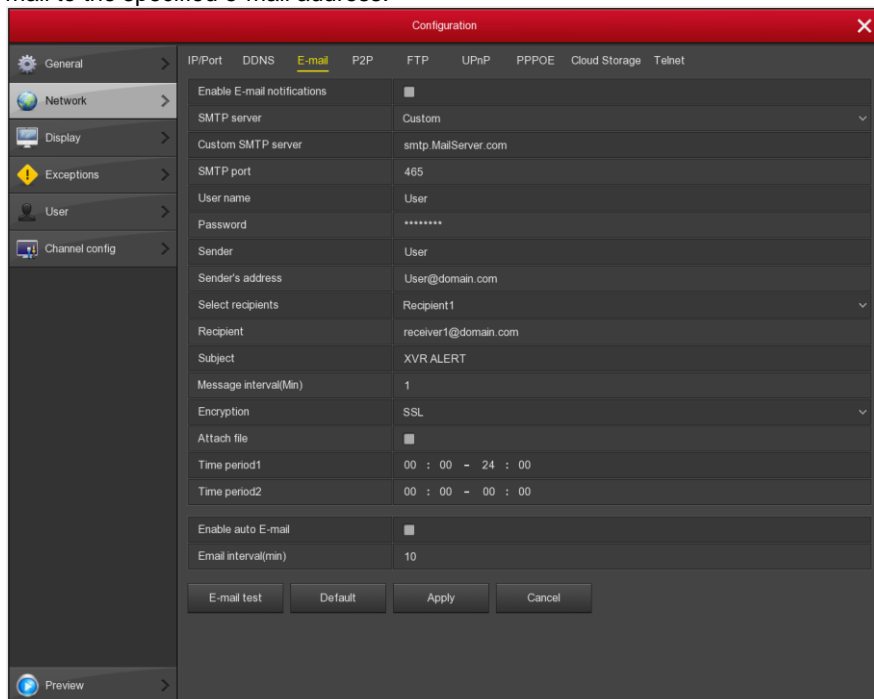 mail to the specified e-mail address.
Configuration
General
Network
Display
Exceptions
User
Channel config
Preview
IP/Port DDNS E-mail P2P FTP UPnP PPPOE Cloud Storage Telnet
Enable E-mail notifications
SMTP server Custom
Custom SMTP server smtp.MailServer.com
SMTP port 465
User name User
Password ********
Sender User
Sender's address User@domain.com
Select recipients Recipient1
Recipient receiver1@domain.com
Subject XVR ALERT
Message interval(Min) 1
Encryption SSL
Attach file
Time period1 00 : 00 - 24 : 00
Time period2 00 : 00 - 00 : 00
Enable auto E-mail
Email interval(min) 10
E-mail test Default Apply Cancel